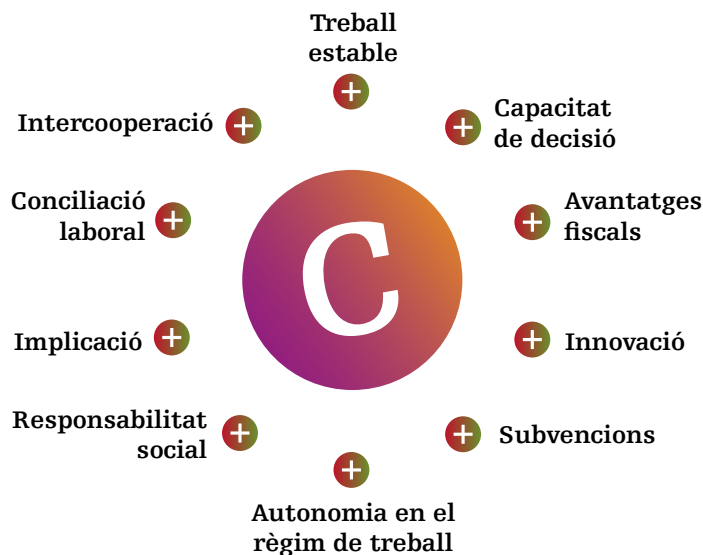 Treball
estable
Capacitat
de decisió
Avantatges
fiscals
Innovació
Subvencions
Autonomia en el
règim de treball
Responsabilitat
social
Implicació
Conciliació
laboral
Intercooperació
C